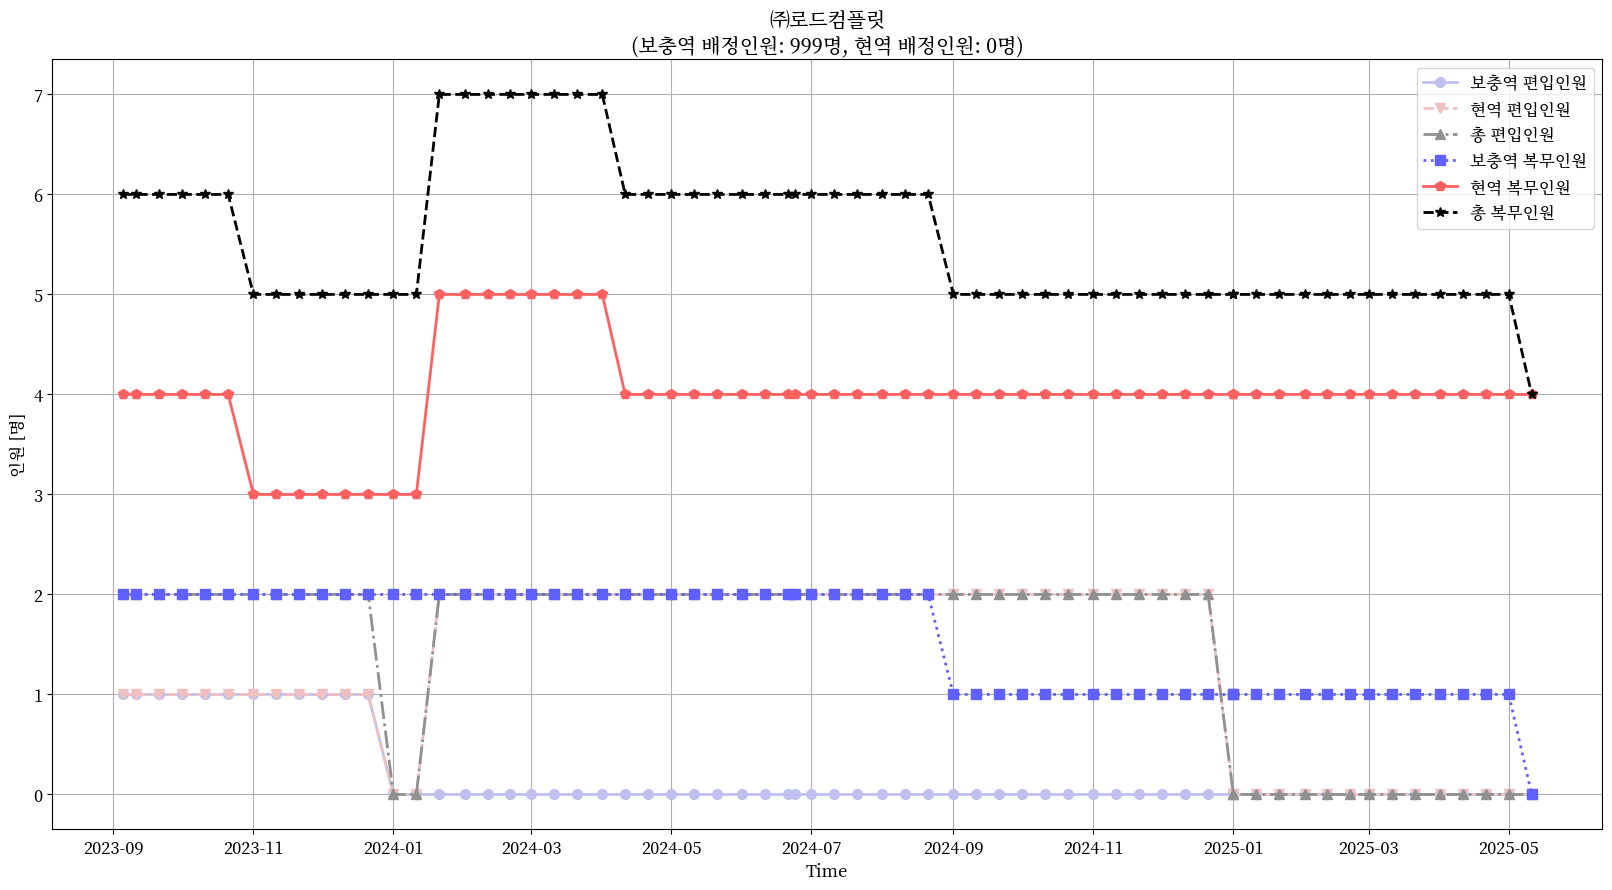 ㈜로드컴플릿
(보충역 배정인원: 999명, 현역 배정인원: 0명)
보충역 편입인원
현역 편입인원
총 편입인원
보충역 복무인원
현역 복무인원
총 복무인원
인원 [명]
7
6
5
4
3
2
1
0
2023-09
2023-11
2024-01
2024-03
2024-05
2024-07
2024-09
2024-11
2025-01
2025-03
2025-05
Time